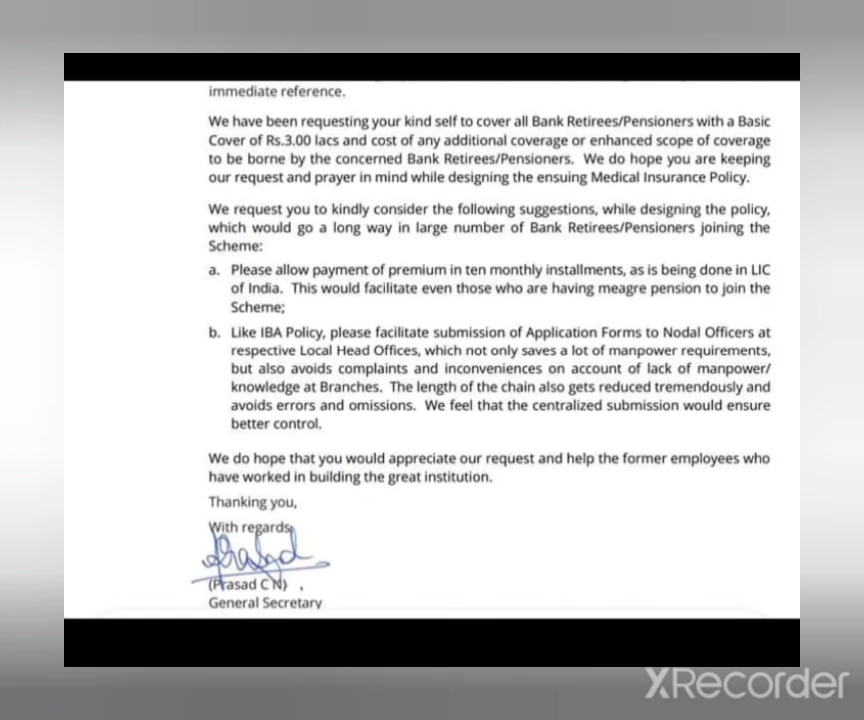 immediate reference.
We have been requesting your kind self to cover all Bank Retirees/Pensioners with a Basic
Cover of Rs.3.00 lacs and cost of any additional coverage or enhanced scope of coverage
to be borne by the concerned Bank Retirees/Pensioners. We do hope you are keeping
our request and prayer in mind while designing the ensuing Medical Insurance Policy.
We request you to kindly consider the following suggestions, while designing the policy,
which would go a long way in large number of Bank Retirees/Pensioners joining the
Scheme:
a. Please allow payment of premium in ten monthly installments, as is being done in LIC
of India. This would facilitate even those who are having meagre pension to join the
Scheme;
b. Like IBA Policy, please facilitate submission of Application Forms to Nodal Officers at
respective Local Head Offices, which not only saves a lot of manpower requirements,
but also avoids complaints and inconveniences on account of lack of manpower/
knowledge at Branches. The length of the chain also gets reduced tremendously and
avoids errors and omissions. We feel that the centralized submission would ensure
better control.
We do hope that you would appreciate our request and help the former employees who
have worked in building the great institution.
Thanking you,
With regards,
Prasad
(Prasad C N)
General Secretary
XRecorder